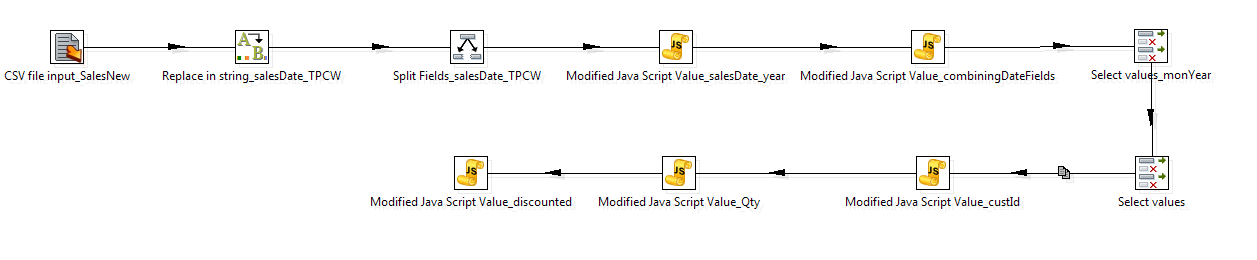 CSV file input_SalesNew
Replace in string_salesDate_TPCW
Split Fields_salesDate_TPCW
Modified Java Script Value_salesDate_year
Modified Java Script Value_combiningDateFields
Select values_monYear
Modified Java Script Value_discounted
Modified Java Script Value_Qty
Modified Java Script Value_custId
Select values